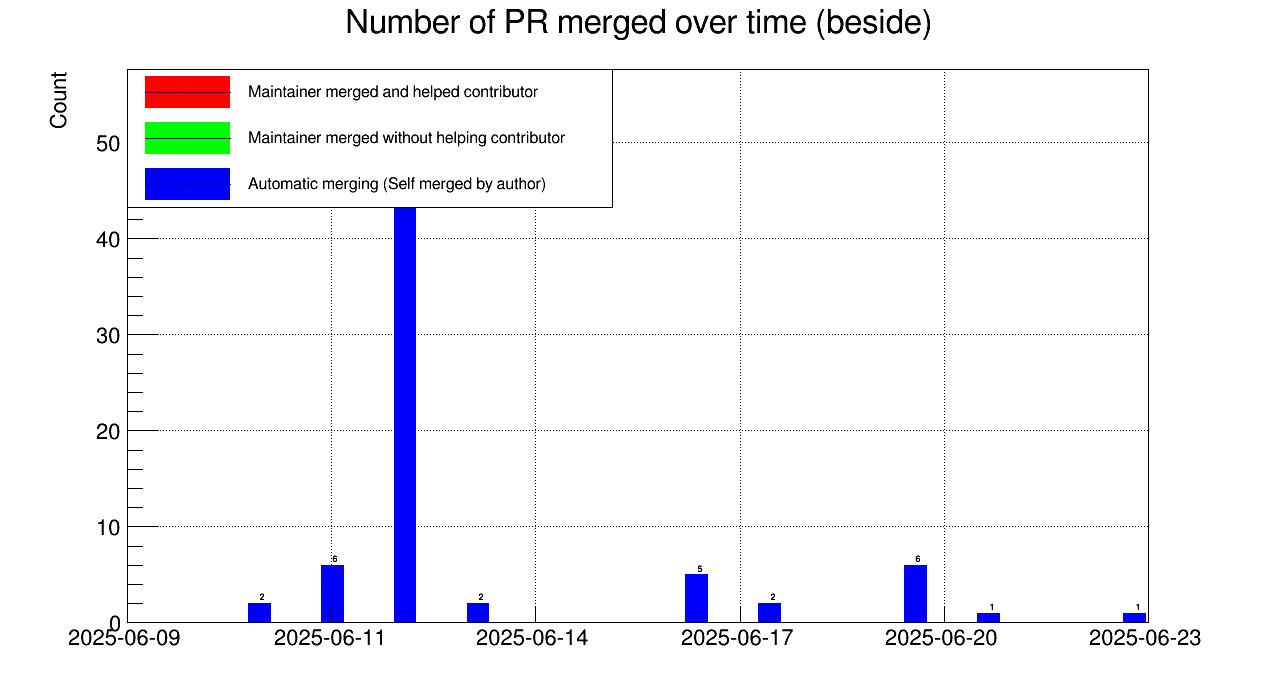 Number of PR merged over time (beside)
Count
Maintainer merged and helped contributor
Maintainer merged without helping contributor
Automatic merging (Self merged by author)
50
40
30
20
10
0
2
6
2
5
2
6
1
1
2025-06-09 2025-06-11 2025-06-14 2025-06-17 2025-06-20 2025-06-23